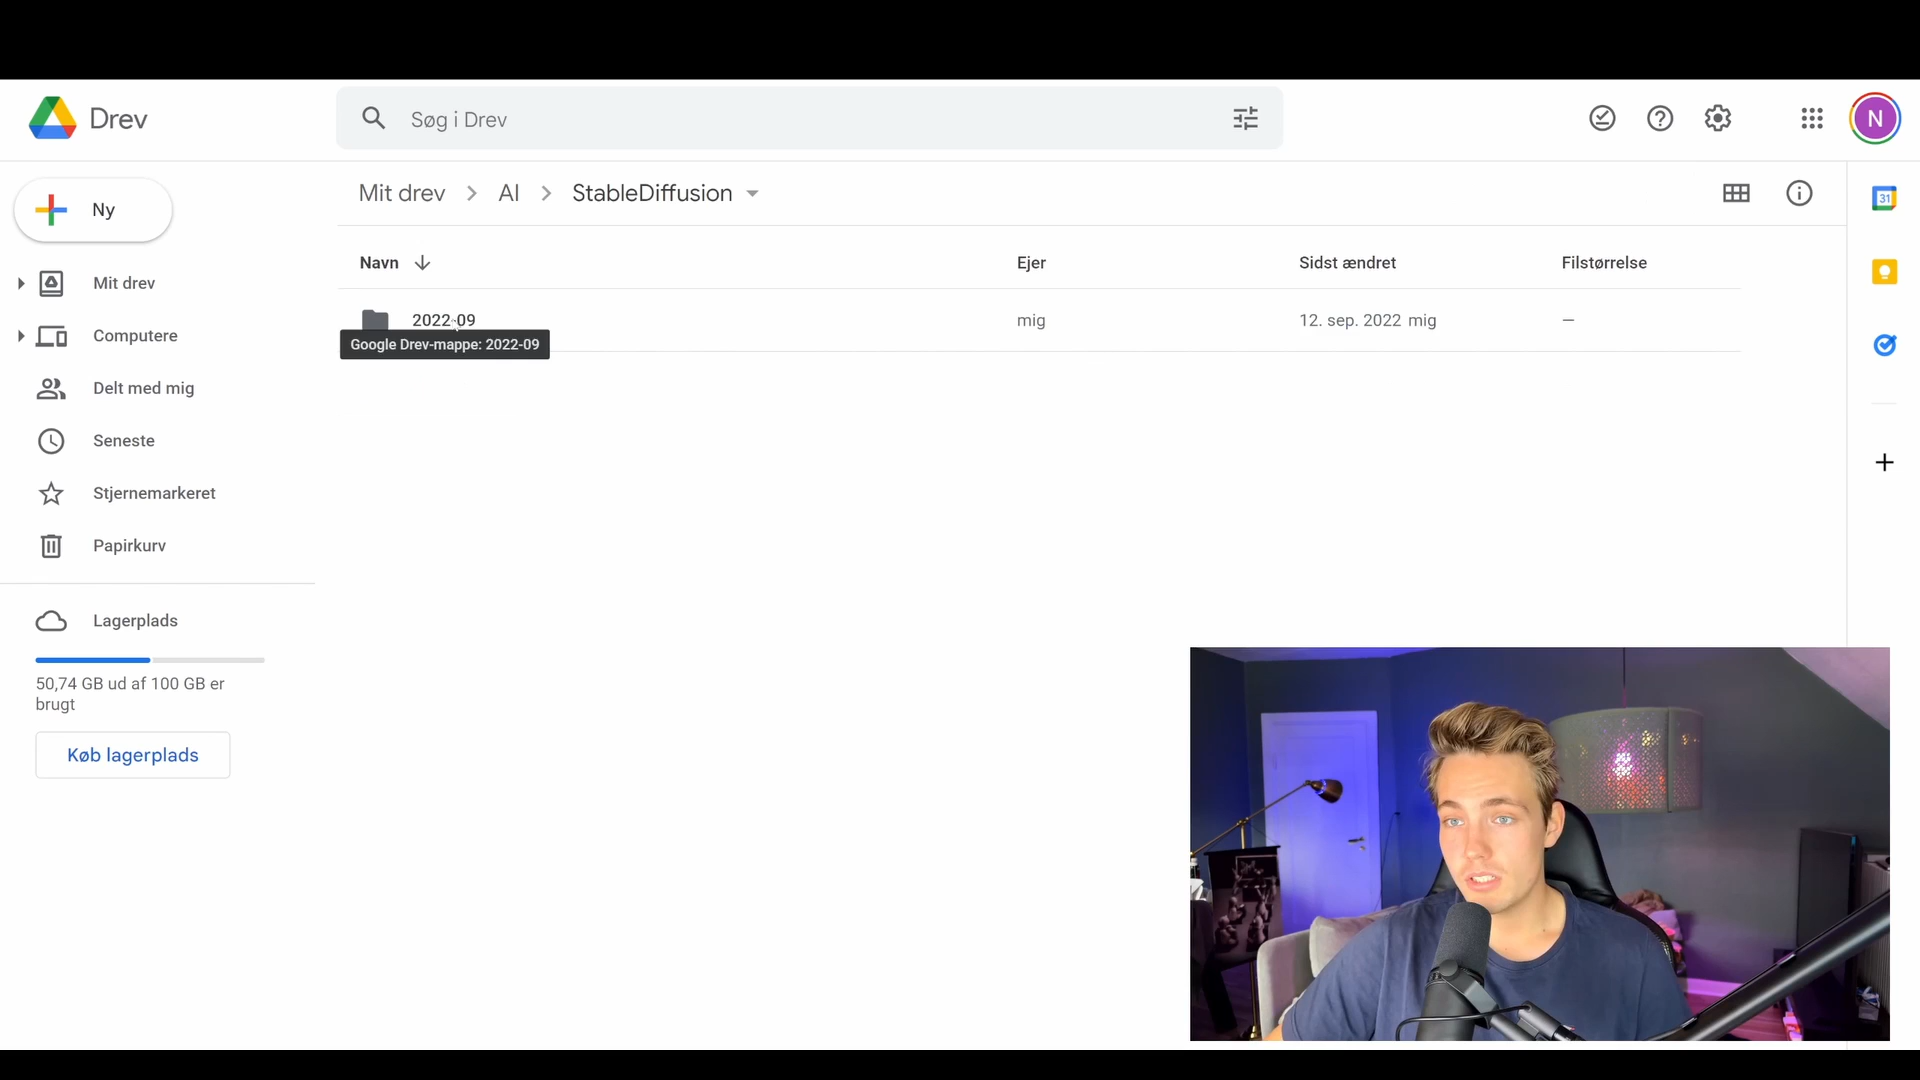 Drev
Søg i Drev
N
Ny
Mit drev
AI
StableDiffusion
31
Navn
Ejer
Sidst ændret
Filstørrelse
2022-09
mig
12. sep. 2022 mig
—
Google Drev-mappe: 2022-09
Mit drev
Computere
Delt med mig
Seneste
Stjernemarkeret
Papirkurv
Lagerplads
50,74 GB ud af 100 GB er
brugt
Køb lagerplads